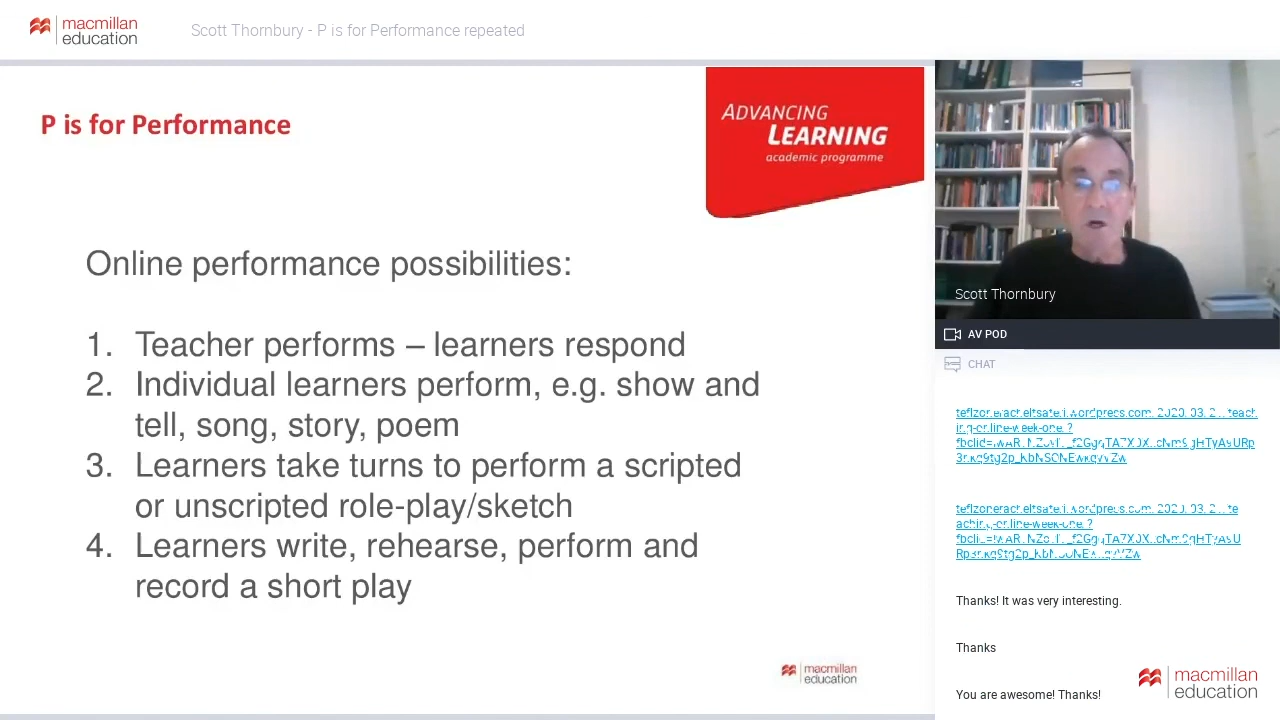 macmillan
education
Scott Thornbury - P is for Performance repeated
P is for Performance
ADVANCING
LEARNING
academic programme
Online performance possibilities:
1. Teacher performs – learners respond
2. Individual learners perform, e.g. show and
tell, song, story, poem
3. Learners take turns to perform a scripted
or unscripted role-play/sketch
4. Learners write, rehearse, perform and
record a short play
macmillan
education
Scott Thornbury
AV POD
CHAT
Thanks! It was very interesting.
Thanks
You are awesome! Thanks!
macmillan
education